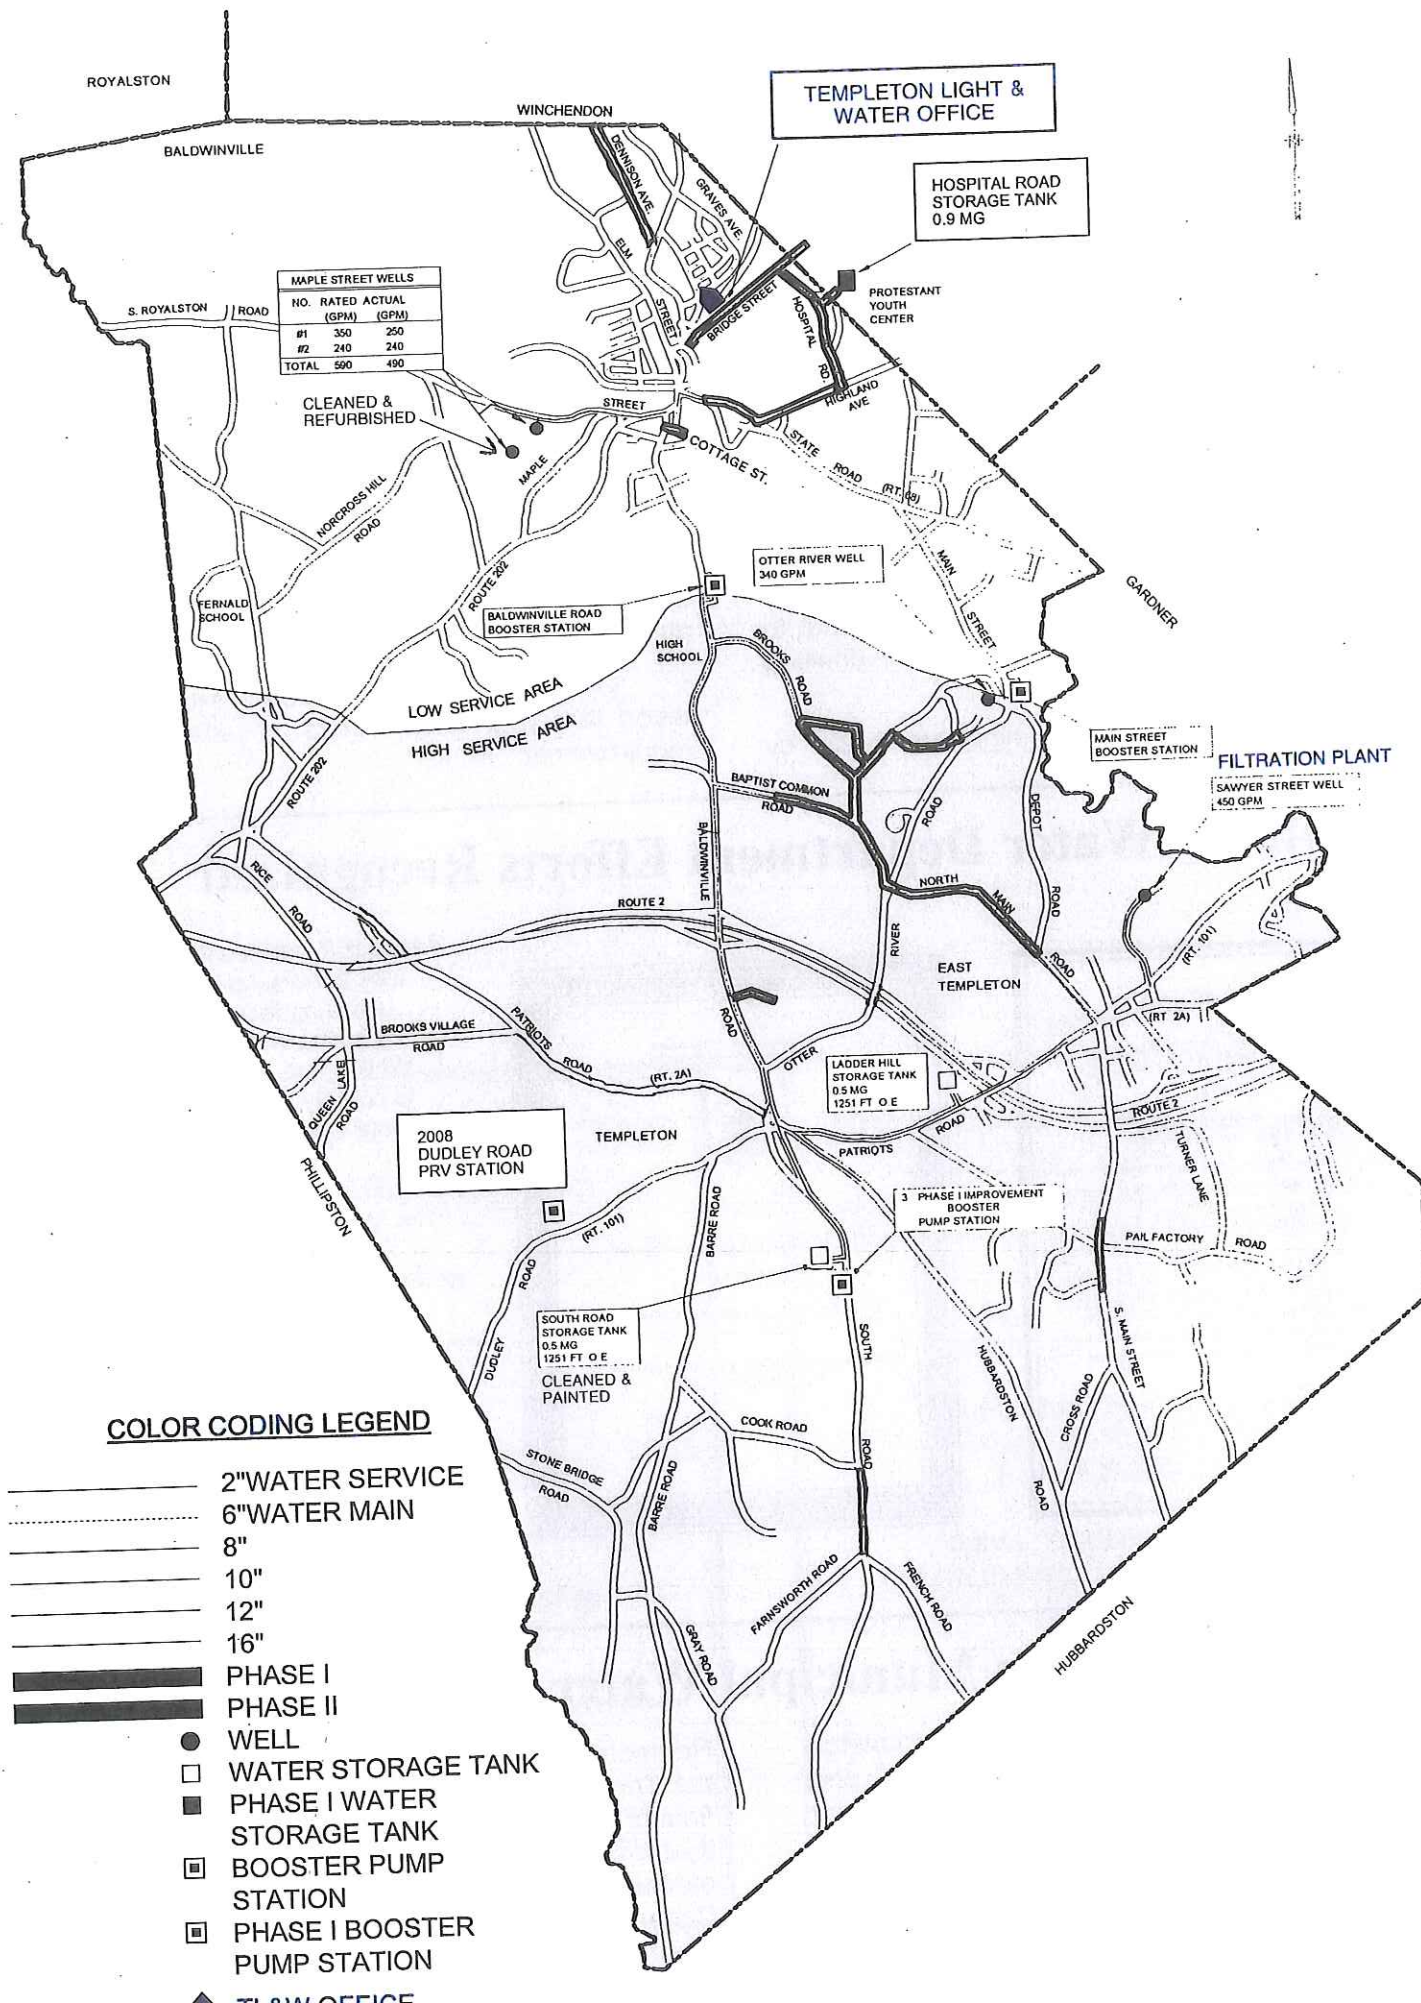 ROYALSTON
BALDWINVILLE
WINCHENDON
TEMPLETON LIGHT &
WATER OFFICE
HOSPITAL ROAD
STORAGE TANK
0.9 MG
DENNISON AVE.
GRAVES AVE.
ELM
STREET
BRIDGE STREET
HOSPITAL
RD.
PROTESTANT
YOUTH
CENTER
HIGHLAND
AVE
S. ROYALSTON ROAD
MAPLE STREET WELLS
NO. RATED ACTUAL
(GPM) (GPM)
#1 350 250
#2 240 240
TOTAL 590 490
CLEANED &
REFURBISHED
STREET
MAPLE
COTTAGE ST.
STATE
ROAD
(RT. 68)
NORCROSS HILL
ROAD
ROUTE 202
FERNALD
SCHOOL
OTTER RIVER WELL
340 GPM
MAIN
STREET
GARDNER
BALDWINVILLE ROAD
BOOSTER STATION
HIGH
SCHOOL
BROOKS
ROAD
LOW SERVICE AREA
HIGH SERVICE AREA
MAIN STREET
BOOSTER STATION
FILTRATION PLANT
SAWYER STREET WELL
450 GPM
ROUTE 202
BAPTIST COMMON
ROAD
ROAD
DEPOT
BALDWINVILLE
RICE
ROAD
ROUTE 2
NORTH
MAIN
ROAD
ROAD
RIVER
EAST
TEMPLETON
(RT. 101)
(RT 2A)
BROOKS VILLAGE
ROAD
PATRIOTS
ROAD
(RT. 2A)
ROAD
OTTER
LADDER HILL
STORAGE TANK
0.5 MG
1251 FT O E
QUEEN LAKE
ROAD
PHILLIPSTON
2008
DUDLEY ROAD
PRV STATION
TEMPLETON
PATRIOTS
ROAD
ROUTE 2
TURNER LANE
3 PHASE I IMPROVEMENT
BOOSTER
PUMP STATION
(RT. 101)
BARRE ROAD
PAIL FACTORY ROAD
ROAD
DUDLEY
SOUTH ROAD
STORAGE TANK
0.5 MG
1251 FT O E
CLEANED &
PAINTED
SOUTH
ROAD
HUBBARDSTON
ROAD
S. MAIN STREET
CROSS ROAD
COOK ROAD
STONE BRIDGE
ROAD
BARRE ROAD
FARNSWORTH ROAD
FRENCH ROAD
GRAY ROAD
HUBBARDSTON
COLOR CODING LEGEND
2"WATER SERVICE
6"WATER MAIN
8"
10"
12"
16"
PHASE I
PHASE II
WELL
WATER STORAGE TANK
PHASE I WATER
STORAGE TANK
BOOSTER PUMP
STATION
PHASE I BOOSTER
PUMP STATION
TL&W OFFICE